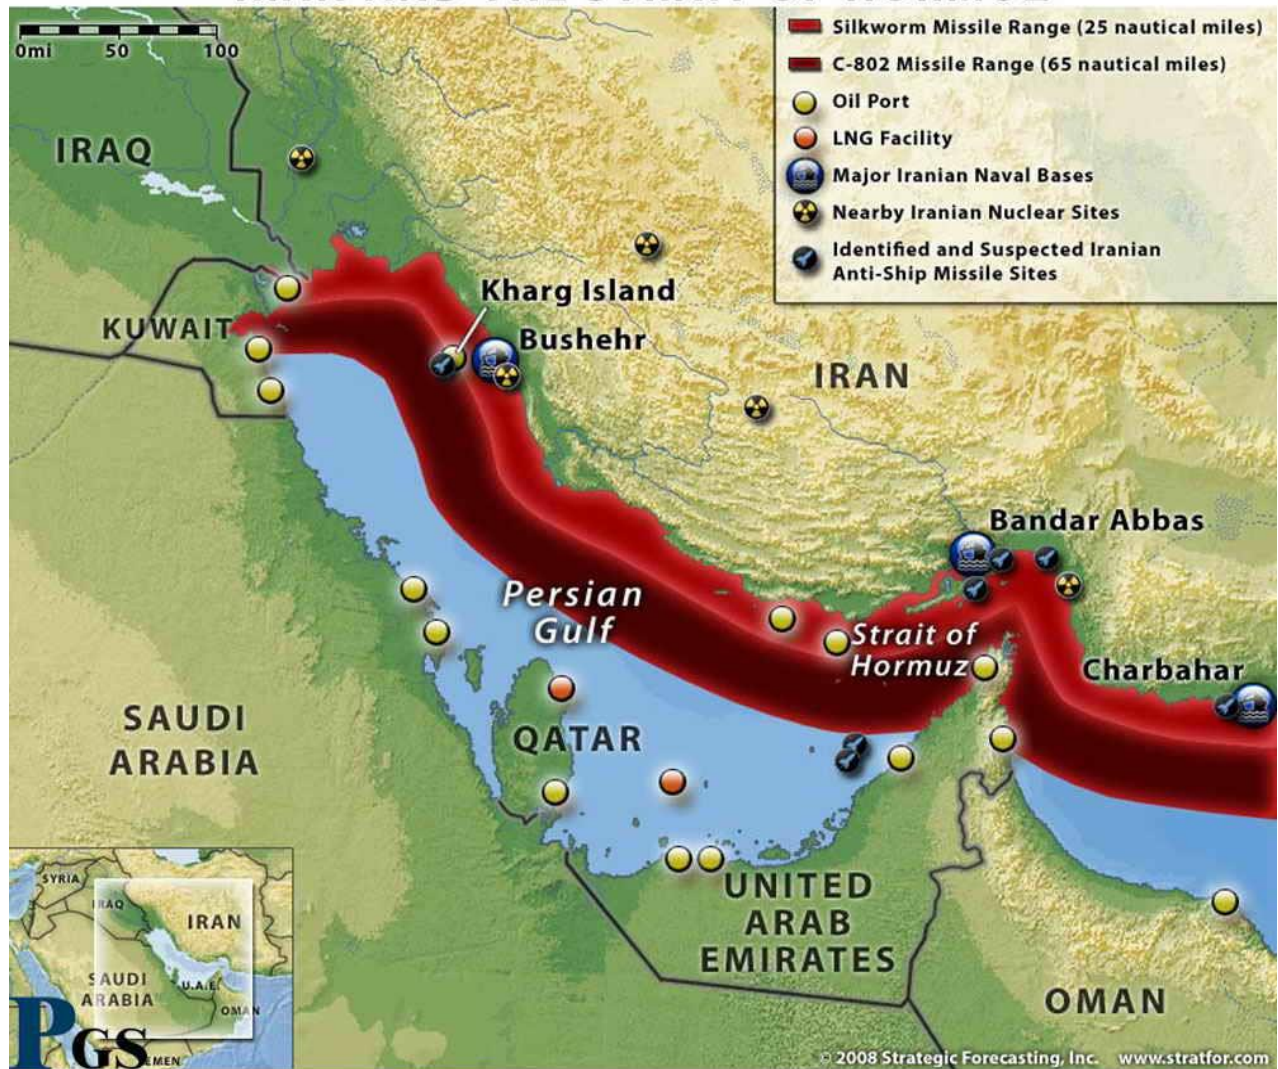 0mi 50 100
Silkworm Missile Range (25 nautical miles)
C-802 Missile Range (65 nautical miles)
Oil Port
LNG Facility
Major Iranian Naval Bases
Nearby Iranian Nuclear Sites
Identified and Suspected Iranian
Anti-Ship Missile Sites
IRAQ
Kharg Island
KUWAIT
Bushehr
IRAN
Bandar Abbas
Persian
Gulf
Strait of
Hormuz
Charbahar
SAUDI
ARABIA
QATAR
UNITED
ARAB
EMIRATES
OMAN
SYRIA
IRAQ
IRAN
SAUDI
ARABIA
U.A.E.
OMAN
PGS
© 2008 Strategic Forecasting, Inc. www.stratfor.com